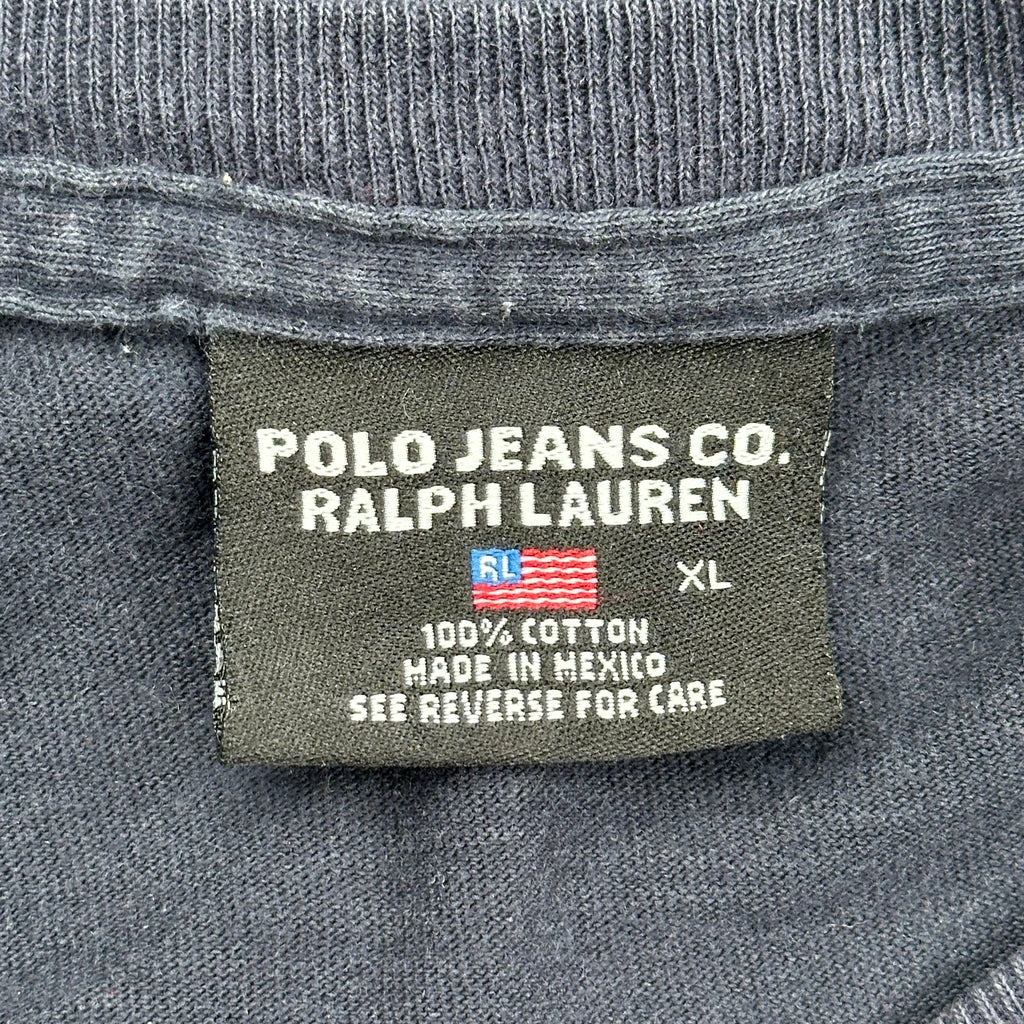 POLO JEANS CO.
RALPH LAUREN
RL XL
100% COTTON
MADE IN MEXICO
SEE REVERSE FOR CARE